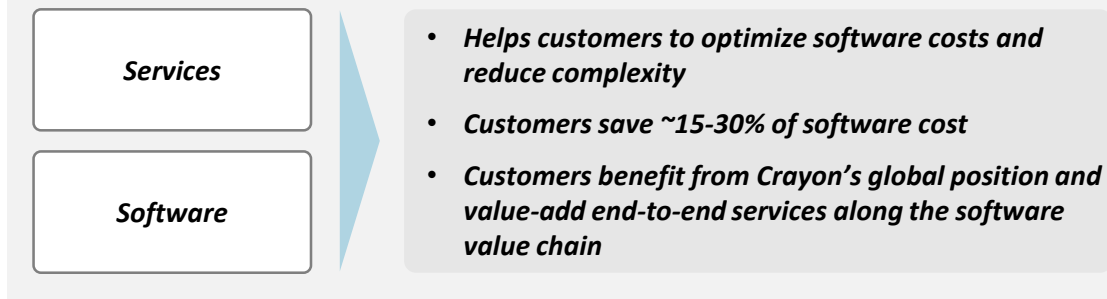 Services
Software
• Helps customers to optimize software costs and
reduce complexity
• Customers save ~15-30% of software cost
• Customers benefit from Crayon's global position and
value-add end-to-end services along the software
value chain